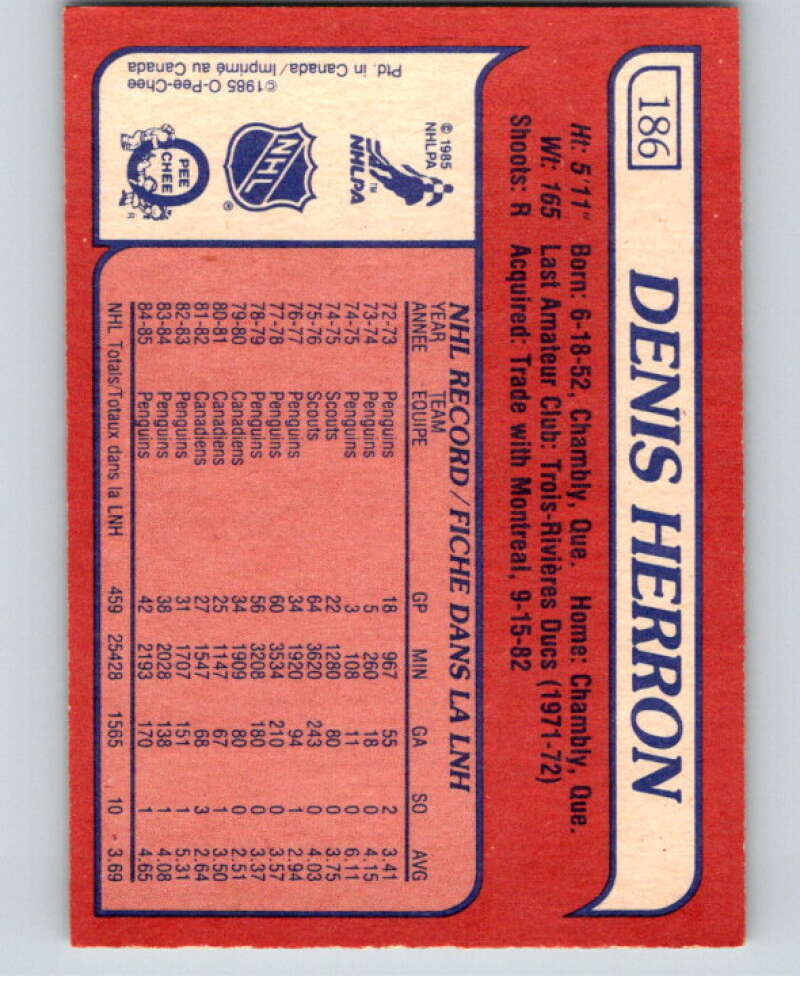 186
DENIS HERRON
Ht: 5'11" Born: 6-18-52, Chambly, Que. Home: Chambly, Que.
Wt: 165 Last Amateur Club: Trois-Rivières Ducs (1971-72)
Shoots: R Acquired: Trade with Montreal, 9-15-82
© 1985
NHLPA
NHLPA
TM
NHL
®
O PEE CHEE
R
©1985 O-Pee-Chee
Ptd. in Canada/Imprimé au Canada
NHL RECORD/FICHE DANS LA LNH
YEAR TEAM
ANNÉE EQUIPE GP MIN GA SO AVG
72-73 Penguins 18 967 55 2 3.41
73-74 Penguins 5 260 18 0 4.15
74-75 Penguins 3 108 11 0 6.11
74-75 Scouts 22 1280 80 0 3.75
75-76 Scouts 64 3620 243 0 4.03
76-77 Penguins 34 1920 94 1 2.94
77-78 Penguins 60 3534 210 0 3.57
78-79 Penguins 56 3208 180 0 3.37
79-80 Canadiens 34 1909 80 0 2.51
80-81 Canadiens 25 1147 67 1 3.50
81-82 Canadiens 27 1547 68 3 2.64
82-83 Penguins 31 1707 151 1 5.31
83-84 Penguins 38 2028 138 1 4.08
84-85 Penguins 42 2193 170 1 4.65
NHL Totals/Totaux dans la LNH 459 25428 1565 10 3.69